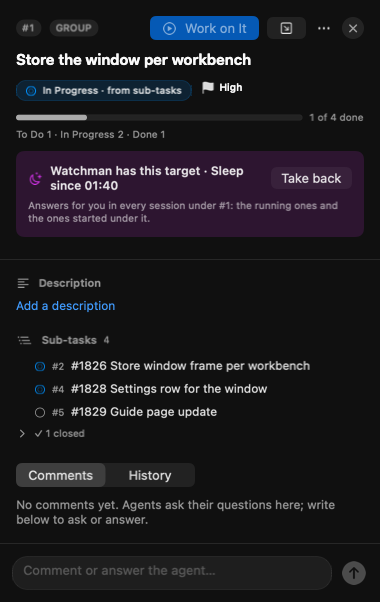 #1 GROUP Work on It
Store the window per workbench
In Progress · from sub-tasks High
1 of 4 done
To Do 1 · In Progress 2 · Done 1
Watchman has this target · Sleep
since 01:40
Take back
Answers for you in every session under #1: the running ones and
the ones started under it.
Description
Add a description
Sub-tasks 4
#2 #1826 Store window frame per workbench
#4 #1828 Settings row for the window
#5 #1829 Guide page update
1 closed
Comments History
No comments yet. Agents ask their questions here; write
below to ask or answer.
Comment or answer the agent...